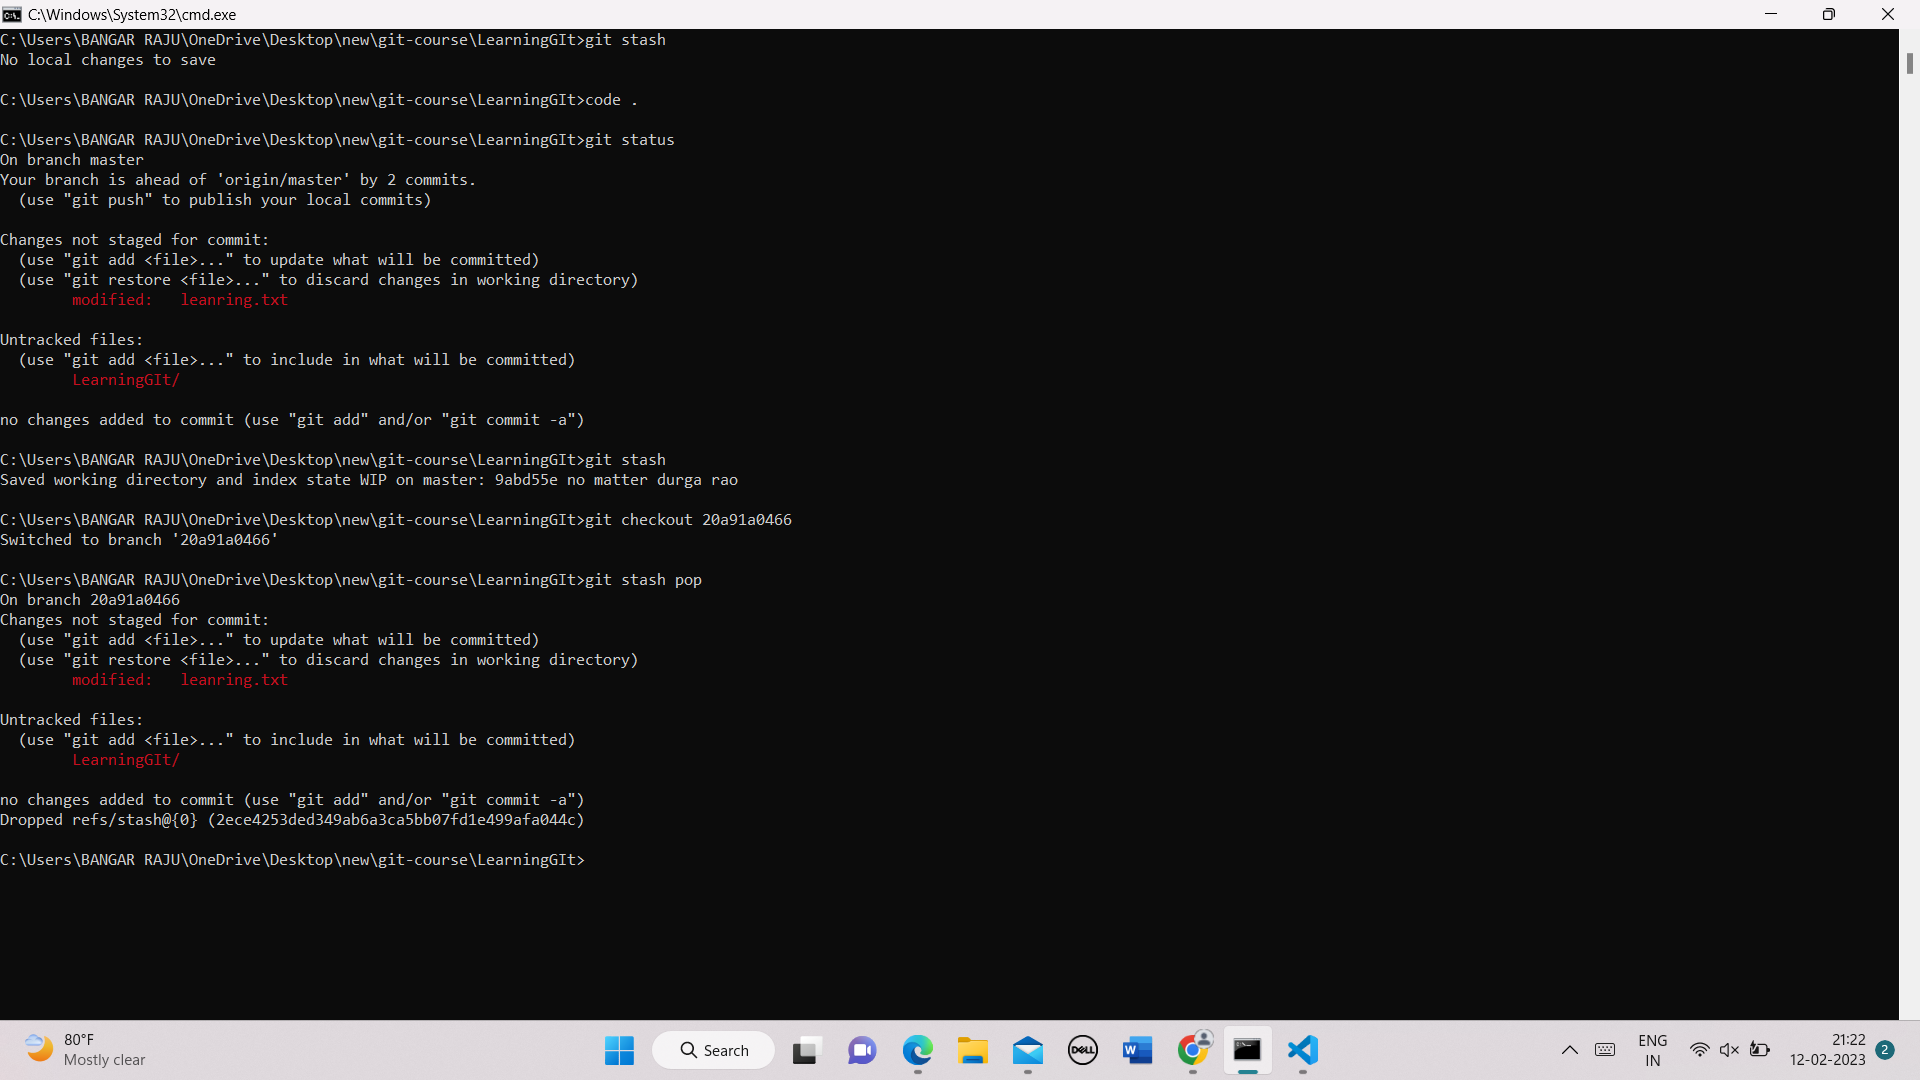 C:\Windows\System32\cmd.exe
C:\Users\BANGAR RAJU\OneDrive\Desktop\new\git-course\LearningGIt>git stash
No local changes to save
C:\Users\BANGAR RAJU\OneDrive\Desktop\new\git-course\LearningGIt>code .
C:\Users\BANGAR RAJU\OneDrive\Desktop\new\git-course\LearningGIt>git status
On branch master
Your branch is ahead of 'origin/master' by 2 commits.
  (use "git push" to publish your local commits)
Changes not staged for commit:
  (use "git add <file>..." to update what will be committed)
  (use "git restore <file>..." to discard changes in working directory)
        modified:   leanring.txt
Untracked files:
  (use "git add <file>..." to include in what will be committed)
        LearningGIt/
no changes added to commit (use "git add" and/or "git commit -a")
C:\Users\BANGAR RAJU\OneDrive\Desktop\new\git-course\LearningGIt>git stash
Saved working directory and index state WIP on master: 9abd55e no matter durga rao
C:\Users\BANGAR RAJU\OneDrive\Desktop\new\git-course\LearningGIt>git checkout 20a91a0466
Switched to branch '20a91a0466'
C:\Users\BANGAR RAJU\OneDrive\Desktop\new\git-course\LearningGIt>git stash pop
On branch 20a91a0466
Changes not staged for commit:
  (use "git add <file>..." to update what will be committed)
  (use "git restore <file>..." to discard changes in working directory)
        modified:   leanring.txt
Untracked files:
  (use "git add <file>..." to include in what will be committed)
        LearningGIt/
no changes added to commit (use "git add" and/or "git commit -a")
Dropped refs/stash@{0} (2ece4253ded349ab6a3ca5bb07fd1e499afa044c)
C:\Users\BANGAR RAJU\OneDrive\Desktop\new\git-course\LearningGIt>
80°F
Mostly clear
Search
DELL
W
ENG
IN
21:22
12-02-2023
2